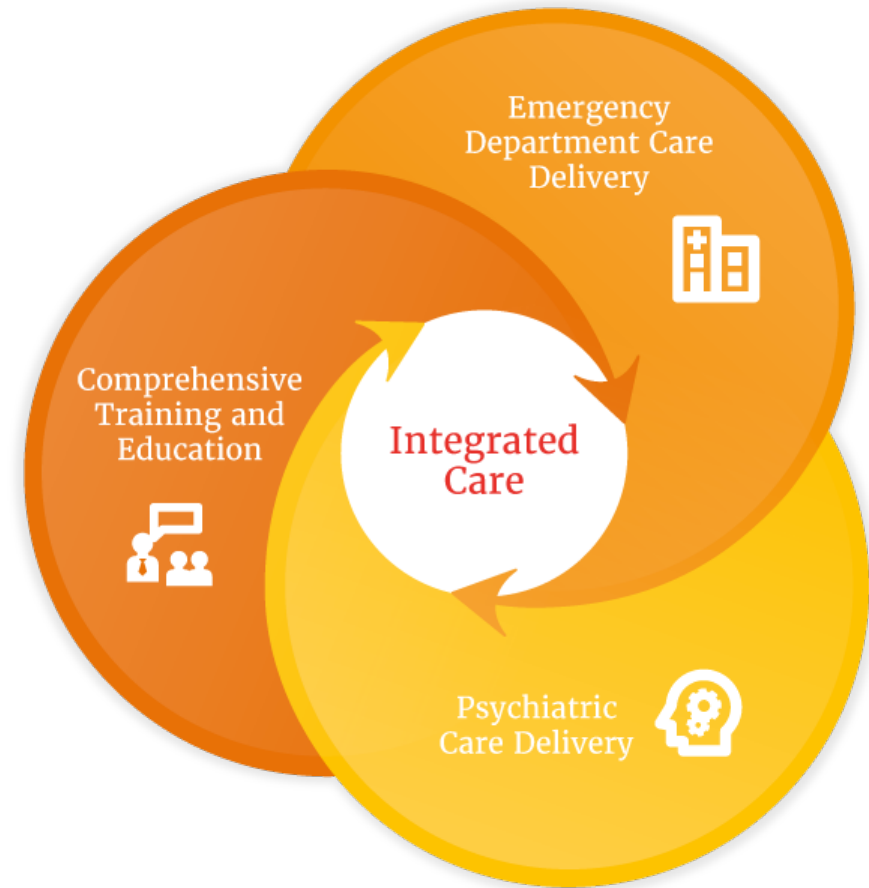 Emergency
Department Care
Delivery
Comprehensive
Training and
Education
Integrated
Care
Psychiatric
Care Delivery